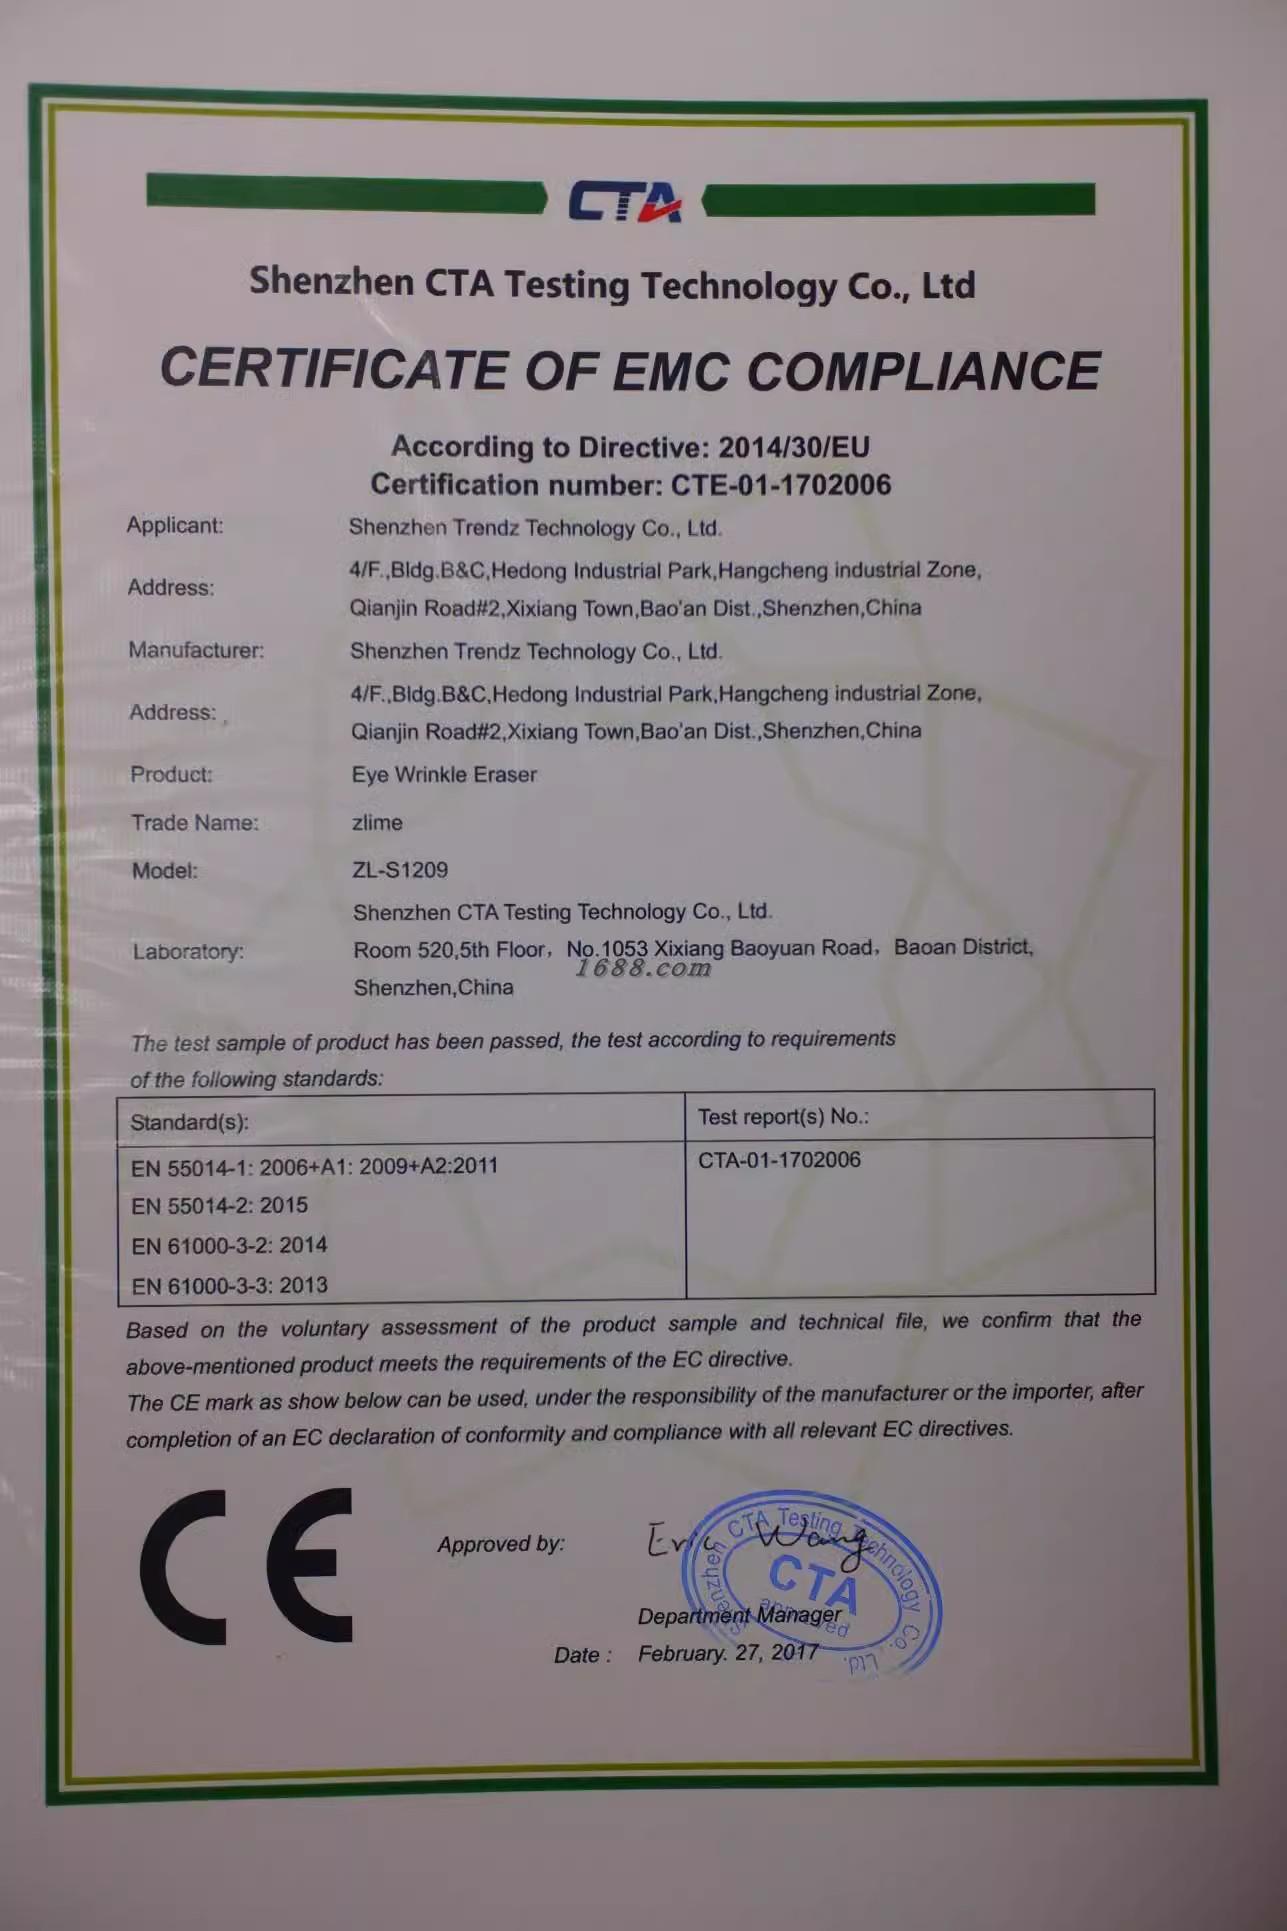 CTA
Shenzhen CTA Testing Technology Co., Ltd
CERTIFICATE OF EMC COMPLIANCE
According to Directive: 2014/30/EU
Certification number: CTE-01-1702006
Applicant: Shenzhen Trendz Technology Co., Ltd.
Address: 4/F.,Bldg.B&C,Hedong Industrial Park,Hangcheng industrial Zone,
Qianjin Road#2,Xixiang Town,Bao'an Dist.,Shenzhen,China
Manufacturer: Shenzhen Trendz Technology Co., Ltd.
Address: 4/F.,Bldg.B&C,Hedong Industrial Park,Hangcheng industrial Zone,
Qianjin Road#2,Xixiang Town,Bao'an Dist.,Shenzhen,China
Product: Eye Wrinkle Eraser
Trade Name: zlime
Model: ZL-S1209
Shenzhen CTA Testing Technology Co., Ltd.
Laboratory: Room 520,5th Floor，No.1053 Xixiang Baoyuan Road，Baoan District,
1688.com
Shenzhen,China
The test sample of product has been passed, the test according to requirements
of the following standards:
Standard(s): Test report(s) No.:
EN 55014-1: 2006+A1: 2009+A2:2011 CTA-01-1702006
EN 55014-2: 2015
EN 61000-3-2: 2014
EN 61000-3-3: 2013
Based on the voluntary assessment of the product sample and technical file, we confirm that the
above-mentioned product meets the requirements of the EC directive.
The CE mark as show below can be used, under the responsibility of the manufacturer or the importer, after
completion of an EC declaration of conformity and compliance with all relevant EC directives.
CE
Approved by: Eric Wang
Shenzhen CTA Testing Technology Co., Ltd.
CTA
approved
Department Manager
Date : February. 27, 2017